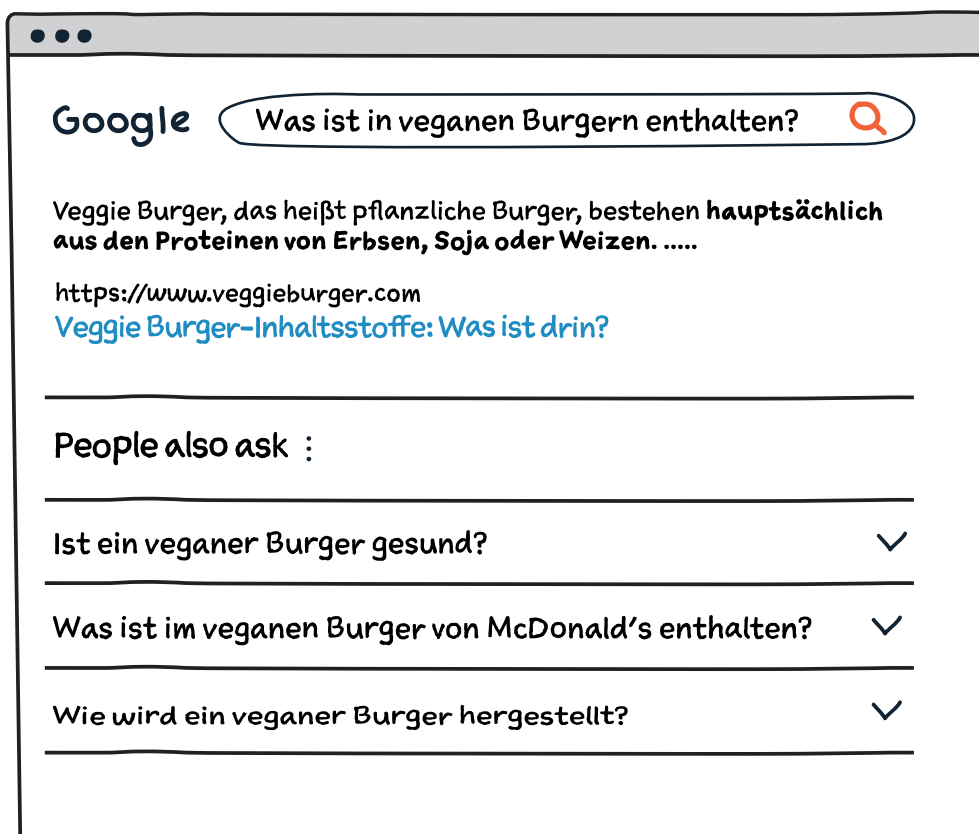 Google
Was ist in veganen Burgern enthalten?
Veggie Burger, das heißt pflanzliche Burger, bestehen hauptsächlich
aus den Proteinen von Erbsen, Soja oder Weizen. .....
https://www.veggieburger.com
Veggie Burger-Inhaltsstoffe: Was ist drin?
People also ask
Ist ein veganer Burger gesund?
Was ist im veganen Burger von McDonald's enthalten?
Wie wird ein veganer Burger hergestellt?